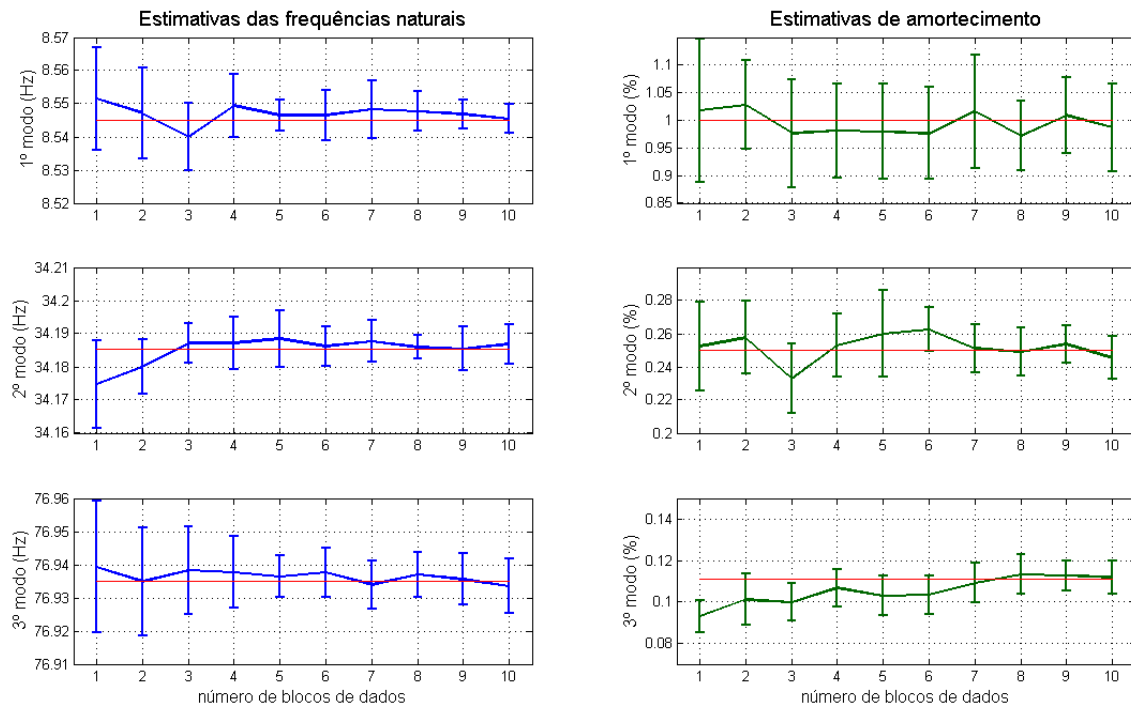 Estimativas das frequências naturais
8.57
8.56
8.55
8.54
8.53
8.52
1º modo (Hz)
1 2 3 4 5 6 7 8 9 10
34.21
34.2
34.19
34.18
34.17
34.16
2º modo (Hz)
1 2 3 4 5 6 7 8 9 10
76.96
76.95
76.94
76.93
76.92
76.91
3º modo (Hz)
1 2 3 4 5 6 7 8 9 10
número de blocos de dados
Estimativas de amortecimento
1.1
1.05
1
0.95
0.9
0.85
1º modo (%)
1 2 3 4 5 6 7 8 9 10
0.28
0.26
0.24
0.22
0.2
2º modo (%)
1 2 3 4 5 6 7 8 9 10
0.14
0.12
0.1
0.08
3º modo (%)
1 2 3 4 5 6 7 8 9 10
número de blocos de dados